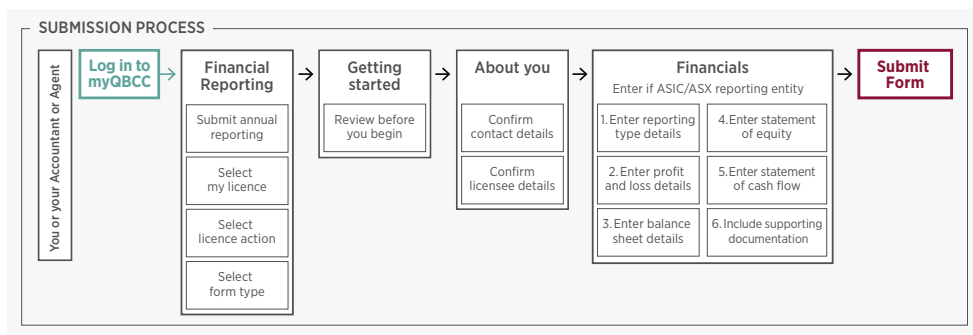 SUBMISSION PROCESS
You or your Accountant or Agent
Log in to
myQBCC
Financial
Reporting
Submit annual
reporting
Select
my licence
Select
licence action
Select
form type
Getting
started
Review before
you begin
About you
Confirm
contact details
Confirm
licensee details
Financials
Enter if ASIC/ASX reporting entity
1. Enter reporting
type details
2. Enter profit
and loss details
3. Enter balance
sheet details
4. Enter statement
of equity
5. Enter statement
of cash flow
6. Include supporting
documentation
Submit
Form